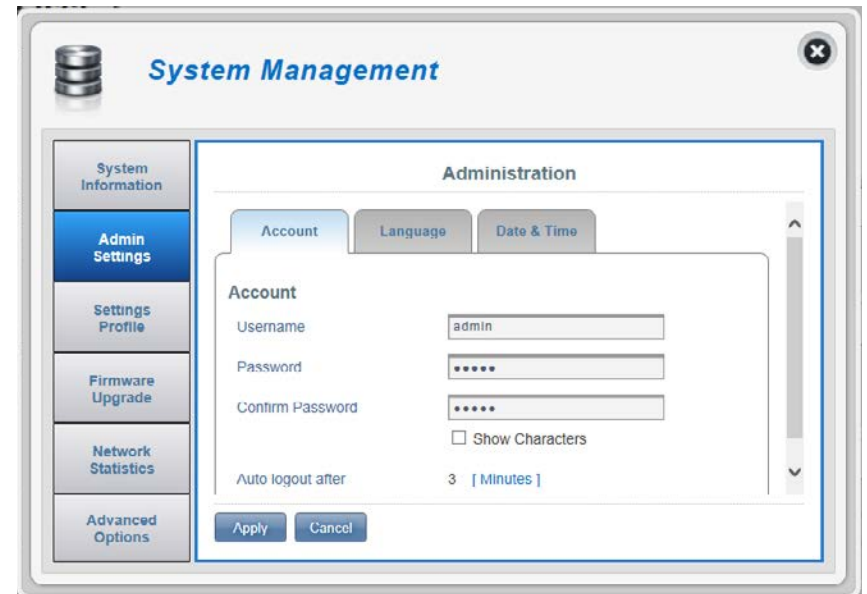 System Management
System
Information
Admin
Settings
Settings
Profile
Firmware
Upgrade
Network
Statistics
Advanced
Options
Administration
Account Language Date & Time
Account
Username admin
Password •••••
Confirm Password •••••
Show Characters
Auto logout after 3 [ Minutes ]
Apply Cancel